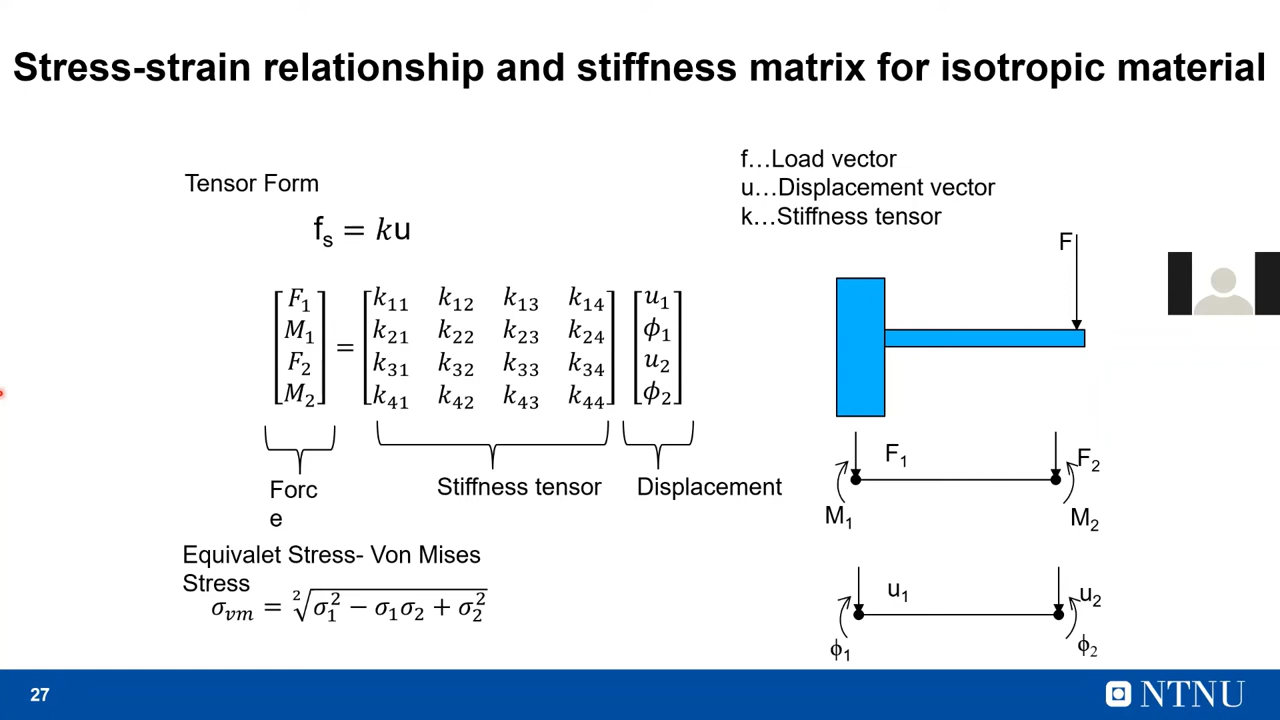 Stress-strain relationship and stiffness matrix for isotropic material
Tensor Form
fₛ = 𝑘u
[F₁ M₁ F₂ M₂] = [k₁₁ k₁₂ k₁₃ k₁₄
k₂₁ k₂₂ k₂₃ k₂₄
k₃₁ k₃₂ k₃₃ k₃₄
k₄₁ k₄₂ k₄₃ k₄₄] [u₁ ϕ₁ u₂ ϕ₂]
Forc
e
Stiffness tensor
Displacement
Equivalet Stress- Von Mises
Stress
σᵥₘ = ²√(σ₁² − σ₁σ₂ + σ₂²)
f…Load vector
u…Displacement vector
k…Stiffness tensor
F
F₁
F₂
M₁
M₂
u₁
u₂
ϕ₁
ϕ₂
27
NTNU